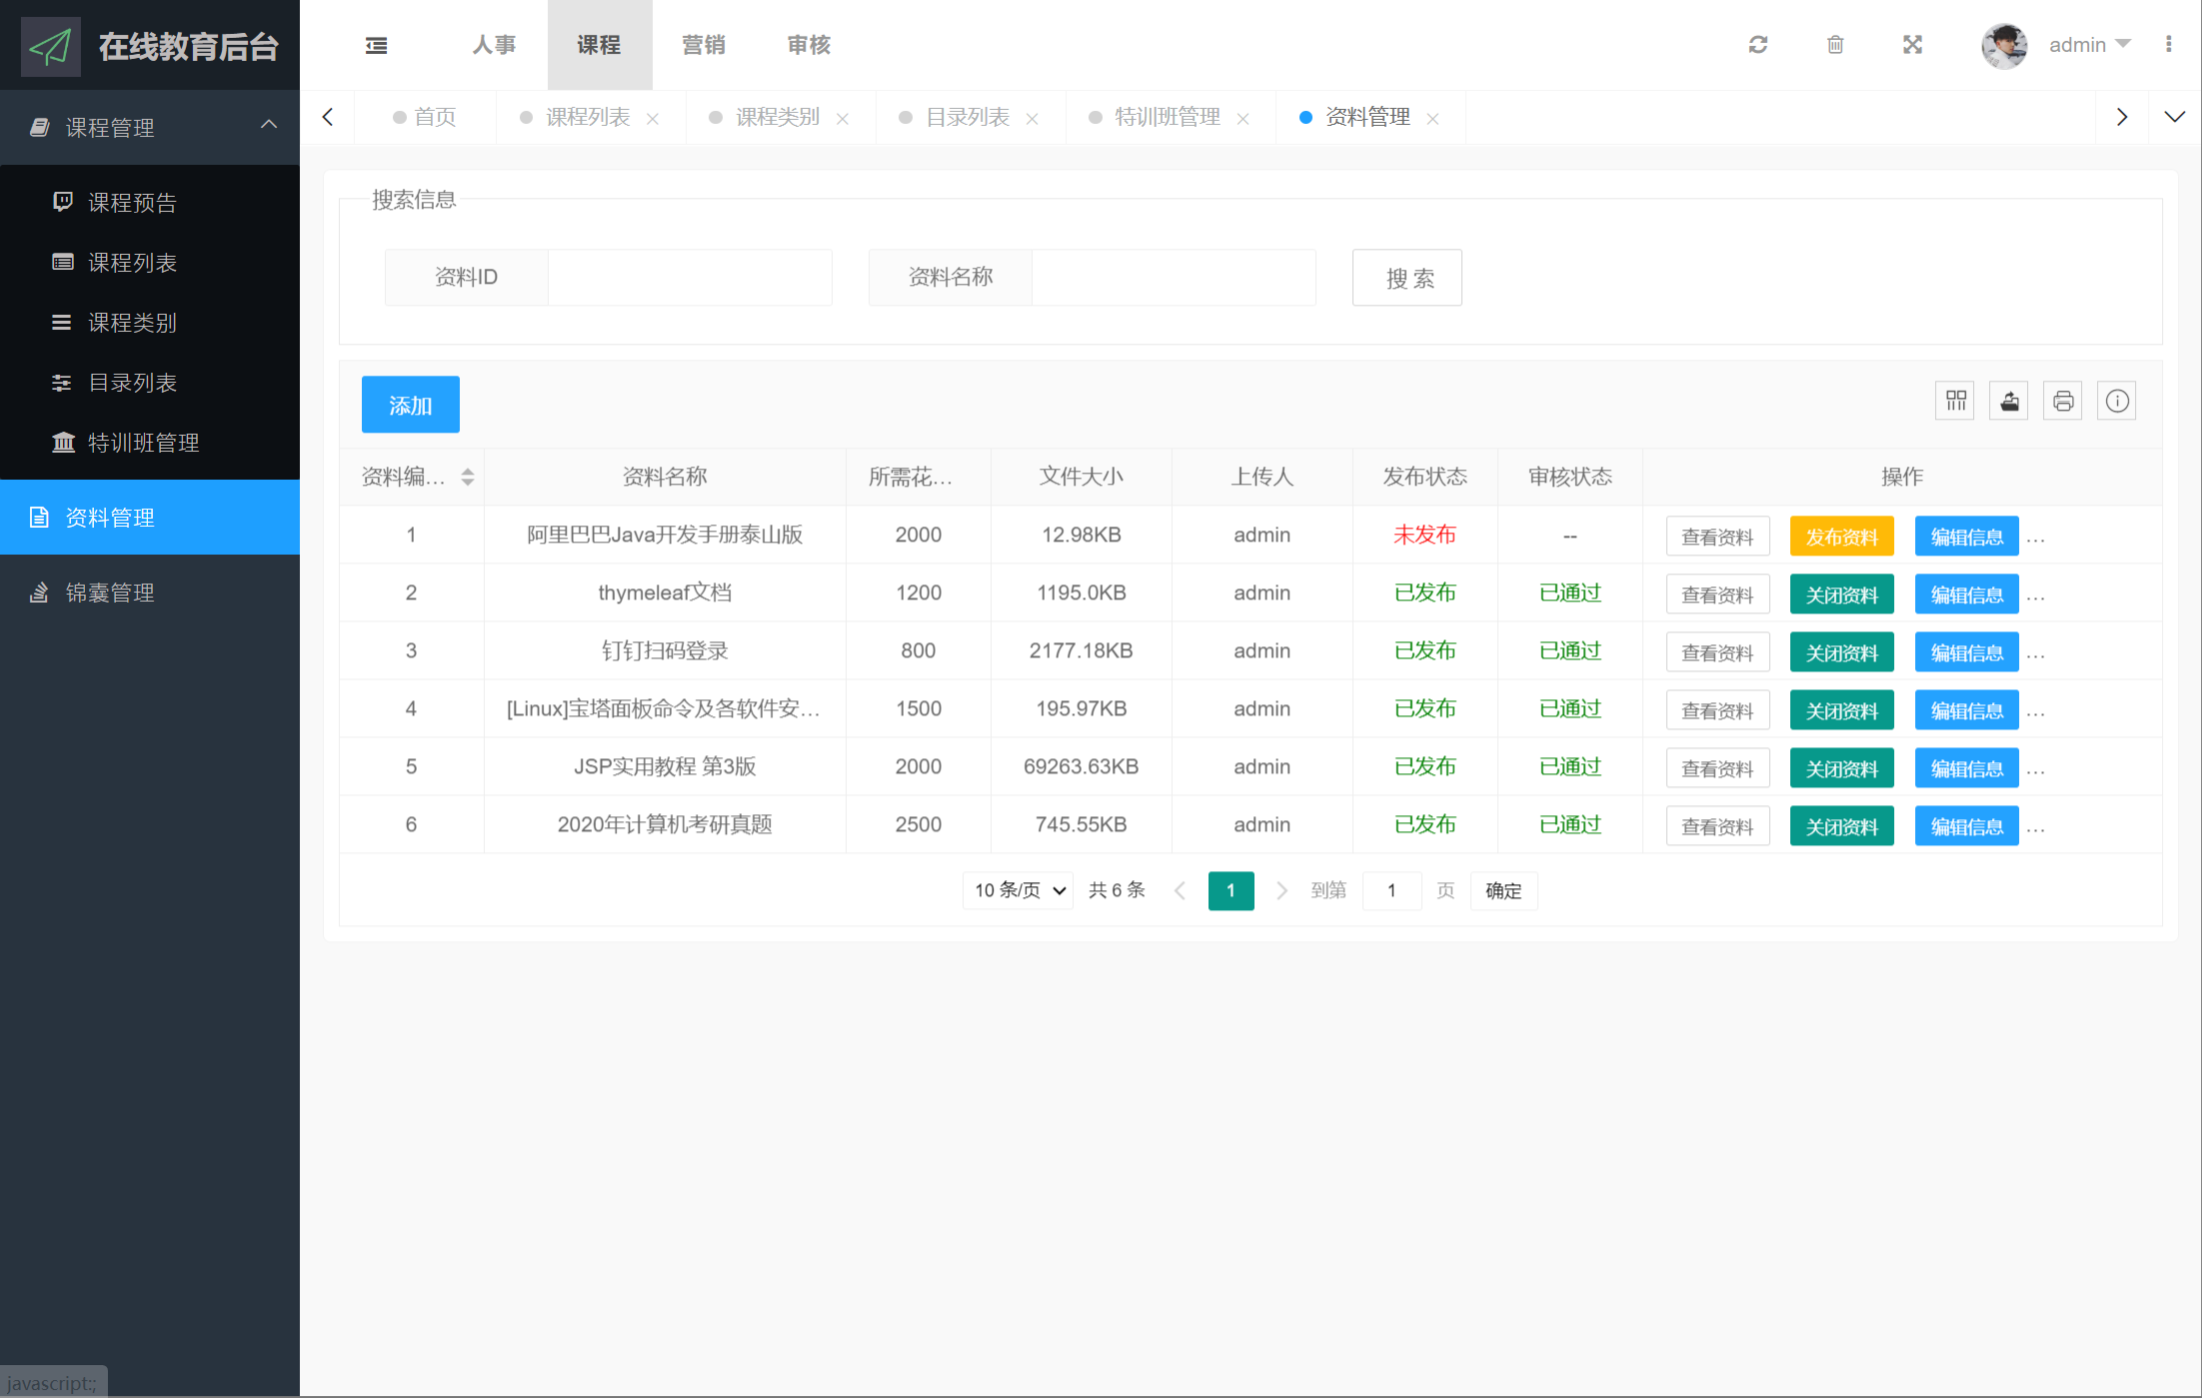 在线教育后台
人事 课程 营销 审核 admin
首页 课程列表 课程类别 目录列表 特训班管理 资料管理
课程管理
课程预告
课程列表
课程类别
目录列表
特训班管理
资料管理
锦囊管理
搜索信息
资料ID 资料名称 搜 索
添加
资料编... 资料名称 所需花... 文件大小 上传人 发布状态 审核状态 操作
1 阿里巴巴Java开发手册泰山版 2000 12.98KB admin 未发布 -- 查看资料 发布资料 编辑信息 ...
2 thymeleaf文档 1200 1195.0KB admin 已发布 已通过 查看资料 关闭资料 编辑信息 ...
3 钉钉扫码登录 800 2177.18KB admin 已发布 已通过 查看资料 关闭资料 编辑信息 ...
4 [Linux]宝塔面板命令及各软件安... 1500 195.97KB admin 已发布 已通过 查看资料 关闭资料 编辑信息 ...
5 JSP实用教程 第3版 2000 69263.63KB admin 已发布 已通过 查看资料 关闭资料 编辑信息 ...
6 2020年计算机考研真题 2500 745.55KB admin 已发布 已通过 查看资料 关闭资料 编辑信息 ...
10 条/页 共 6 条 1 到第 1 页 确定
javascript:;